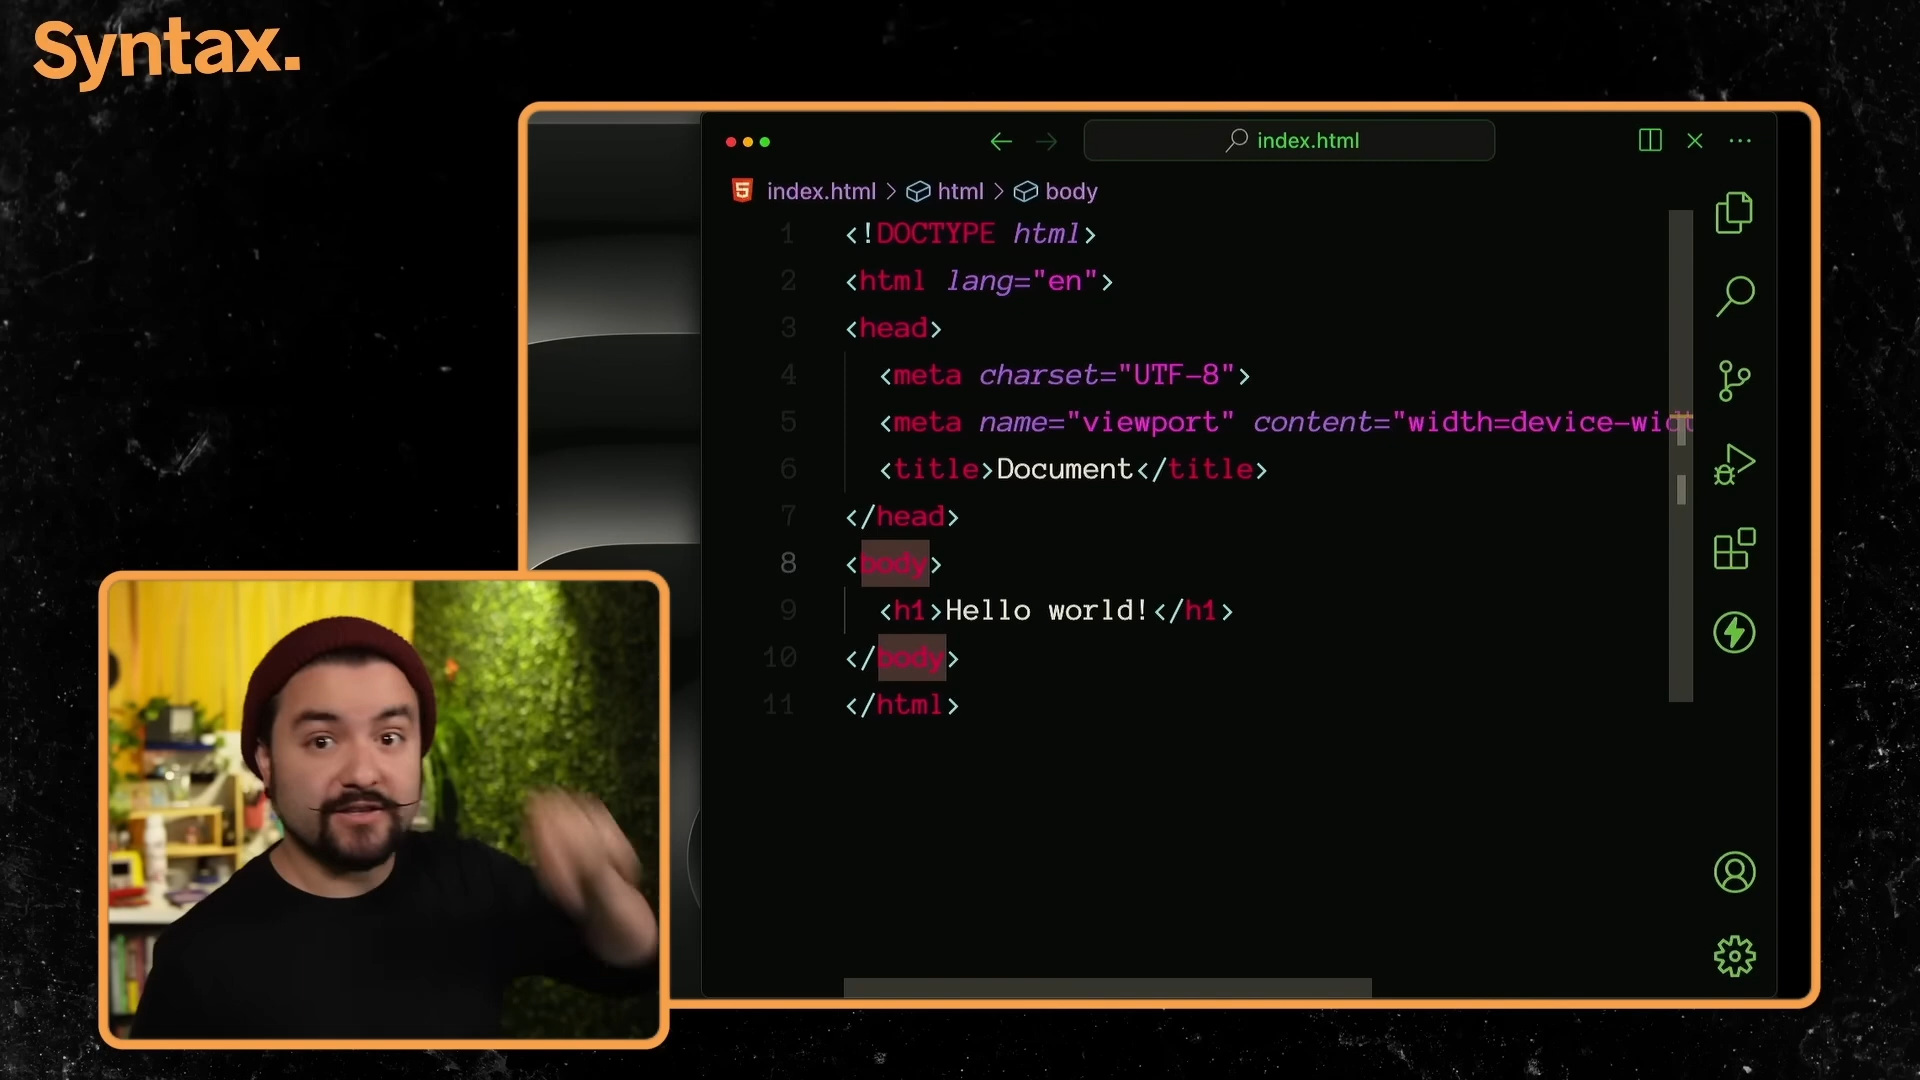 Syntax.
index.html
index.html > html > body
1 <!DOCTYPE html>
2 <html lang="en">
3 <head>
4 <meta charset="UTF-8">
5 <meta name="viewport" content="width=device-widt
6 <title>Document</title>
7 </head>
8 <body>
9 <h1>Hello world!</h1>
10 </body>
11 </html>